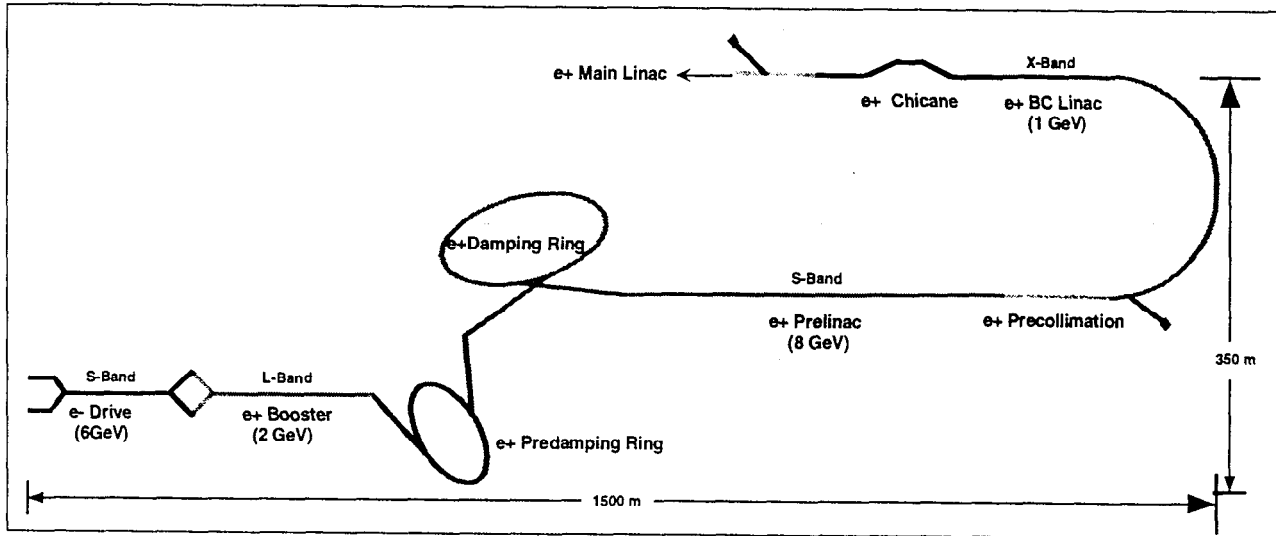 X-Band
e+ Main Linac
e+ Chicane
e+ BC Linac
(1 GeV)
e+Damping Ring
S-Band
e+ Prelinac
(8 GeV)
e+ Precollimation
350 m
S-Band
L-Band
e- Drive
(6GeV)
e+ Booster
(2 GeV)
e+ Predamping Ring
1500 m